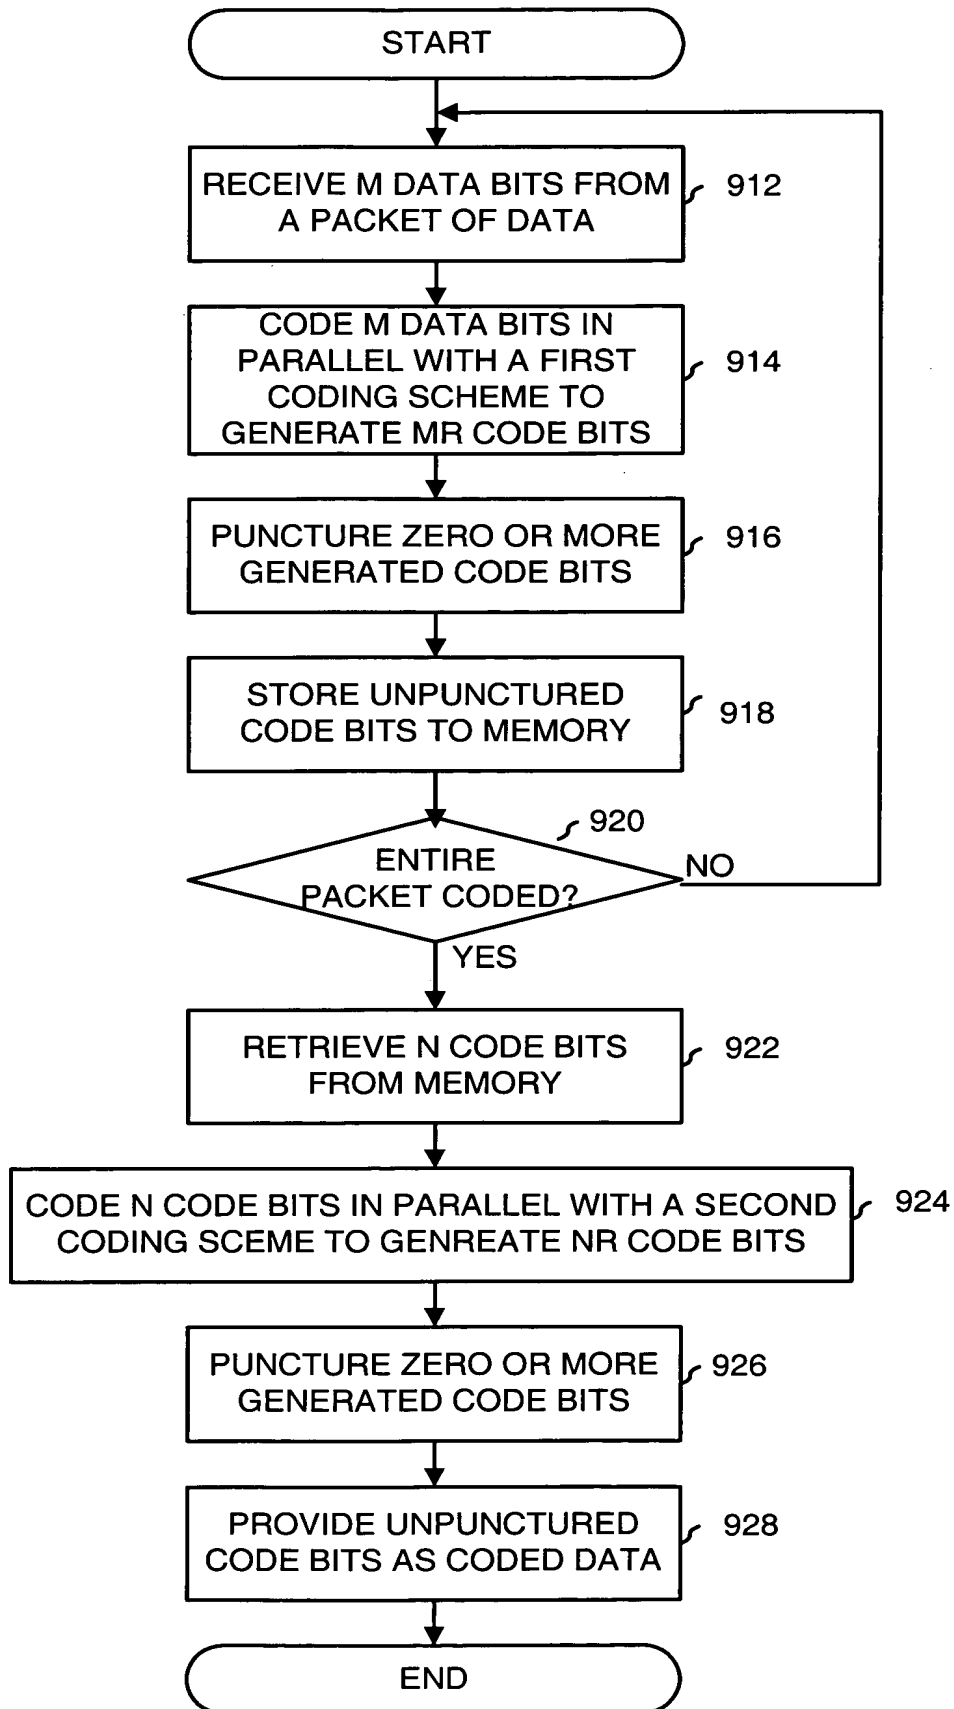 START
RECEIVE M DATA BITS FROM
A PACKET OF DATA
912
CODE M DATA BITS IN
PARALLEL WITH A FIRST
CODING SCHEME TO
GENERATE MR CODE BITS
914
PUNCTURE ZERO OR MORE
GENERATED CODE BITS
916
STORE UNPUNCTURED
CODE BITS TO MEMORY
918
920
ENTIRE
PACKET CODED?
NO
YES
RETRIEVE N CODE BITS
FROM MEMORY
922
CODE N CODE BITS IN PARALLEL WITH A SECOND
CODING SCEME TO GENREATE NR CODE BITS
924
PUNCTURE ZERO OR MORE
GENERATED CODE BITS
926
PROVIDE UNPUNCTURED
CODE BITS AS CODED DATA
928
END